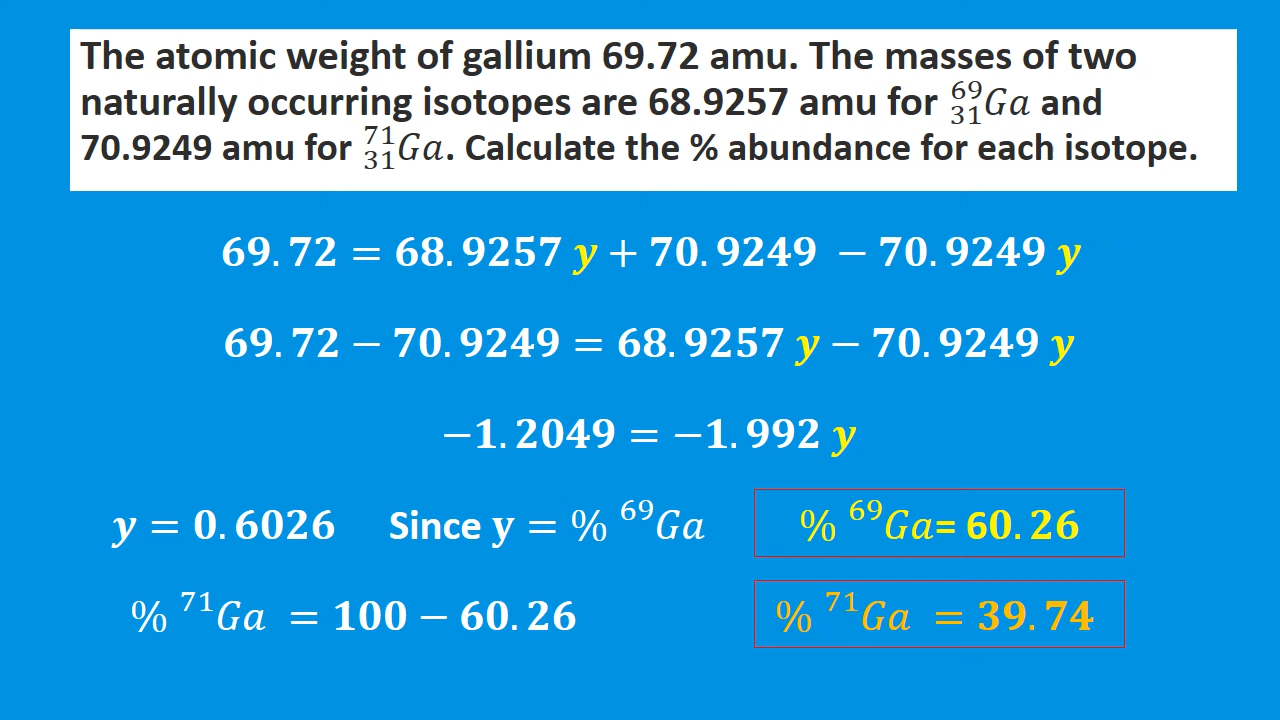 The atomic weight of gallium 69.72 amu. The masses of two
naturally occurring isotopes are 68.9257 amu for ⁶⁹₃₁Ga and
70.9249 amu for ⁷¹₃₁Ga. Calculate the % abundance for each isotope.
69.72 = 68.9257 y + 70.9249 − 70.9249 y
69.72 − 70.9249 = 68.9257 y − 70.9249 y
−1.2049 = −1.992 y
y = 0.6026 Since y = % ⁶⁹Ga % ⁶⁹Ga= 60.26
% ⁷¹Ga = 100 − 60.26 % ⁷¹Ga = 39.74